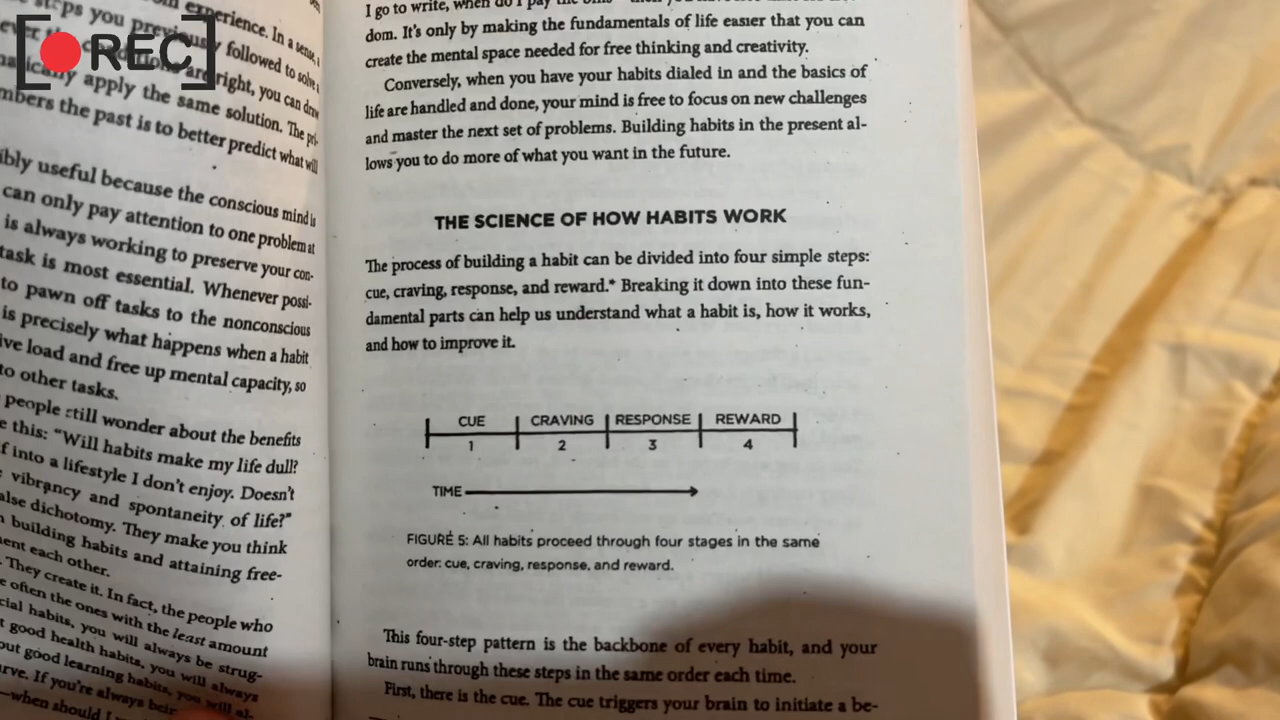 REC
experience. In a sense, a
steps you previously followed to solve a
conditions are right, you can draw
apply the same solution. The pri-
the past is to better predict what will
useful because the conscious mind is
can only pay attention to one problem at
is always working to preserve your con-
task is most essential. Whenever possi-
to pawn off tasks to the nonconscious
is precisely what happens when a habit
load and free up mental capacity, so
to other tasks.
people still wonder about the benefits
this: “Will habits make my life dull?
into a lifestyle I don’t enjoy. Doesn’t
vibrancy and spontaneity of life?”
dichotomy. They make you think
building habits and attaining free-
each other.
They create it. In fact, the people who
often the ones with the least amount
habits, you will always be strug-
good health habits, you will always
good learning habits, you will al-
If you’re always
—when should I
I go to write, when do I pay the
dom. It’s only by making the fundamentals of life easier that you can
create the mental space needed for free thinking and creativity.
Conversely, when you have your habits dialed in and the basics of
life are handled and done, your mind is free to focus on new challenges
and master the next set of problems. Building habits in the present al-
lows you to do more of what you want in the future.
THE SCIENCE OF HOW HABITS WORK
The process of building a habit can be divided into four simple steps:
cue, craving, response, and reward.* Breaking it down into these fun-
damental parts can help us understand what a habit is, how it works,
and how to improve it.
CUE CRAVING RESPONSE REWARD
1 2 3 4
TIME
FIGURE 5: All habits proceed through four stages in the same
order: cue, craving, response, and reward.
This four-step pattern is the backbone of every habit, and your
brain runs through these steps in the same order each time.
First, there is the cue. The cue triggers your brain to initiate a be-